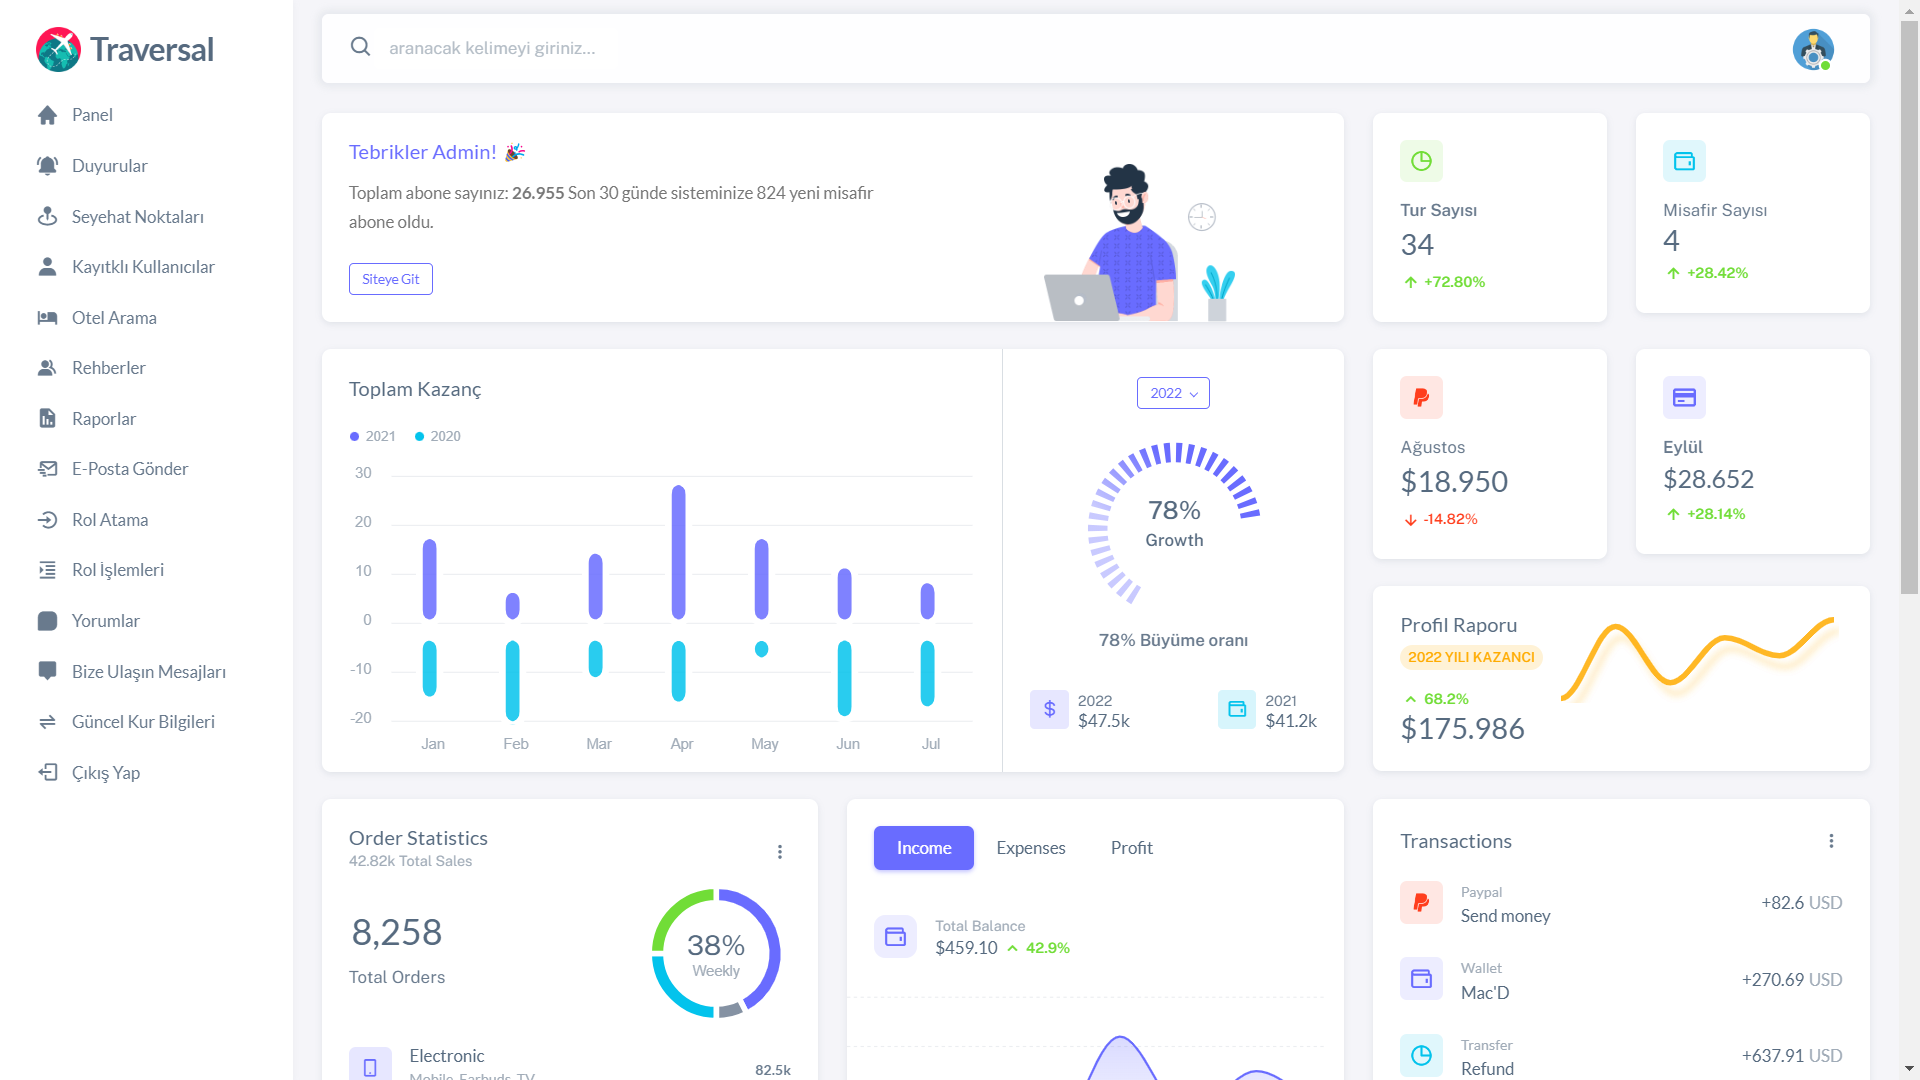 Traversal
Panel
Duyurular
Seyehat Noktaları
Kayıtklı Kullanıcılar
Otel Arama
Rehberler
Raporlar
E-Posta Gönder
Rol Atama
Rol İşlemleri
Yorumlar
Bize Ulaşın Mesajları
Güncel Kur Bilgileri
Çıkış Yap
aranacak kelimeyi giriniz...
Tebrikler Admin! 🎉
Toplam abone sayınız: 26.955 Son 30 günde sisteminize 824 yeni misafir
abone oldu.
Siteye Git
Tur Sayısı
34
+72.80%
Misafir Sayısı
4
+28.42%
Toplam Kazanç
2021
2020
30
20
10
0
-10
-20
Jan
Feb
Mar
Apr
May
Jun
Jul
2022
78%
Growth
78% Büyüme oranı
$
2022
$47.5k
2021
$41.2k
Ağustos
$18.950
-14.82%
Eylül
$28.652
+28.14%
Profil Raporu
2022 YILI KAZANCI
68.2%
$175.986
Order Statistics
42.82k Total Sales
8,258
Total Orders
38%
Weekly
Electronic
Mobile, Earbuds, TV
82.5k
Income
Expenses
Profit
Total Balance
$459.10
42.9%
Transactions
Paypal
Send money
+82.6 USD
Wallet
Mac'D
+270.69 USD
Transfer
Refund
+637.91 USD